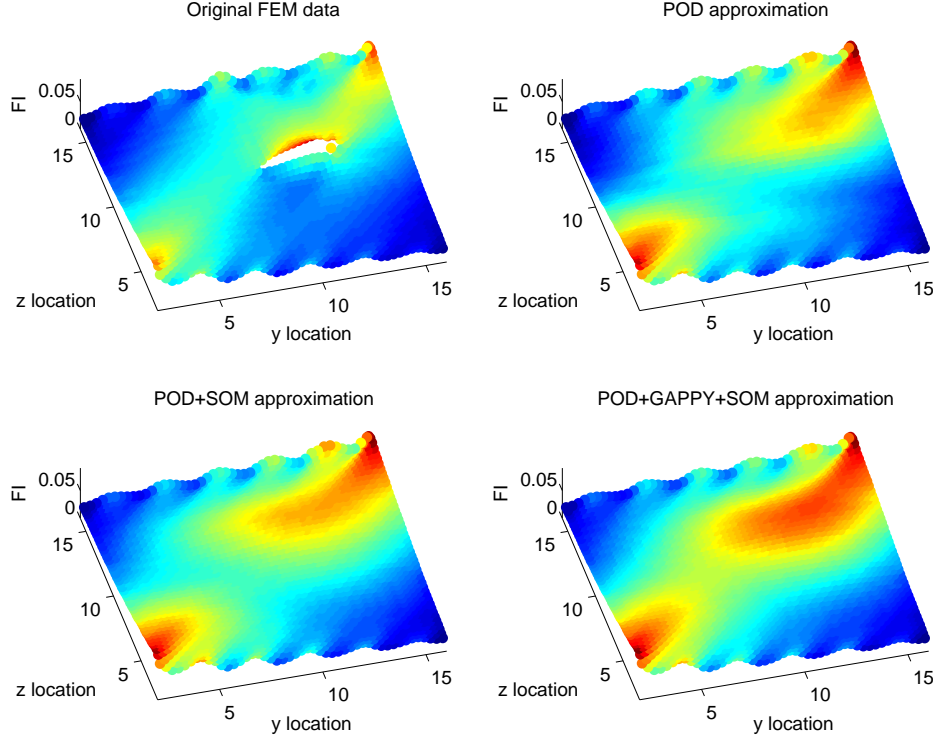 Original FEM data
FI
0.05
0
15
10
5
z location
5
10
15
y location
POD approximation
FI
0.05
0
15
10
5
z location
5
10
15
y location
POD+SOM approximation
FI
0.05
0
15
10
5
z location
5
10
15
y location
POD+GAPPY+SOM approximation
FI
0.05
0
15
10
5
z location
5
10
15
y location